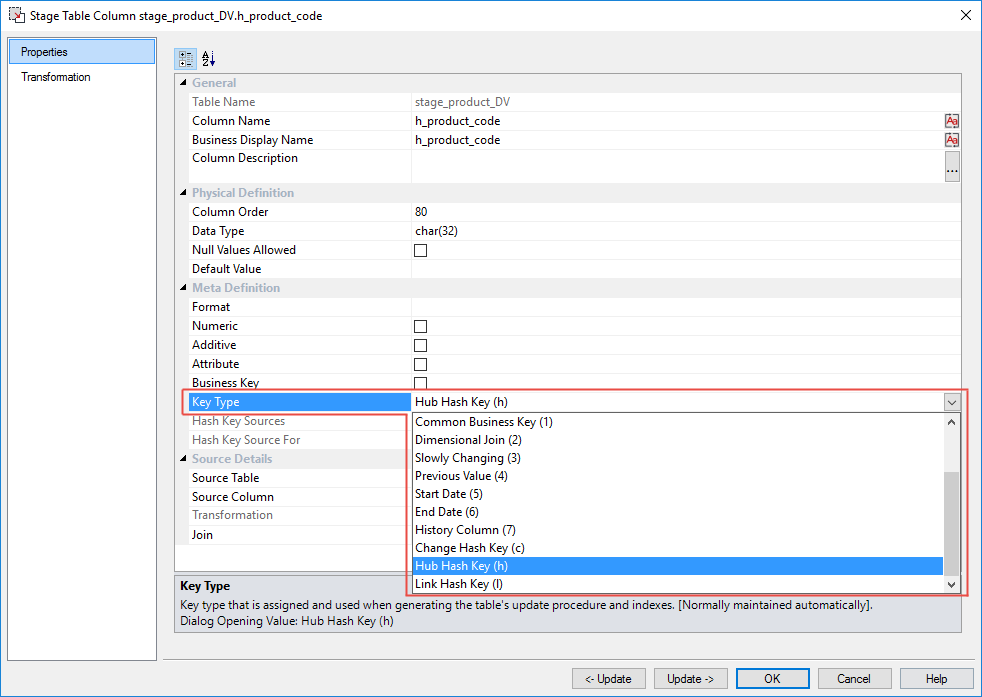 Stage Table Column stage_product_DV.h_product_code
Properties
Transformation
General
Table Name stage_product_DV
Column Name h_product_code
Business Display Name h_product_code
Column Description
...
Physical Definition
Column Order 80
Data Type char(32)
Null Values Allowed
Default Value
Meta Definition
Format
Numeric
Additive
Attribute
Business Key
Key Type Hub Hash Key (h)
Hash Key Sources
Hash Key Source For
Source Details
Source Table
Source Column
Transformation
Join
Common Business Key (1)
Dimensional Join (2)
Slowly Changing (3)
Previous Value (4)
Start Date (5)
End Date (6)
History Column (7)
Change Hash Key (c)
Hub Hash Key (h)
Link Hash Key (l)
Key Type
Key type that is assigned and used when generating the table's update procedure and indexes. [Normally maintained automatically].
Dialog Opening Value: Hub Hash Key (h)
<- Update Update -> OK Cancel Help